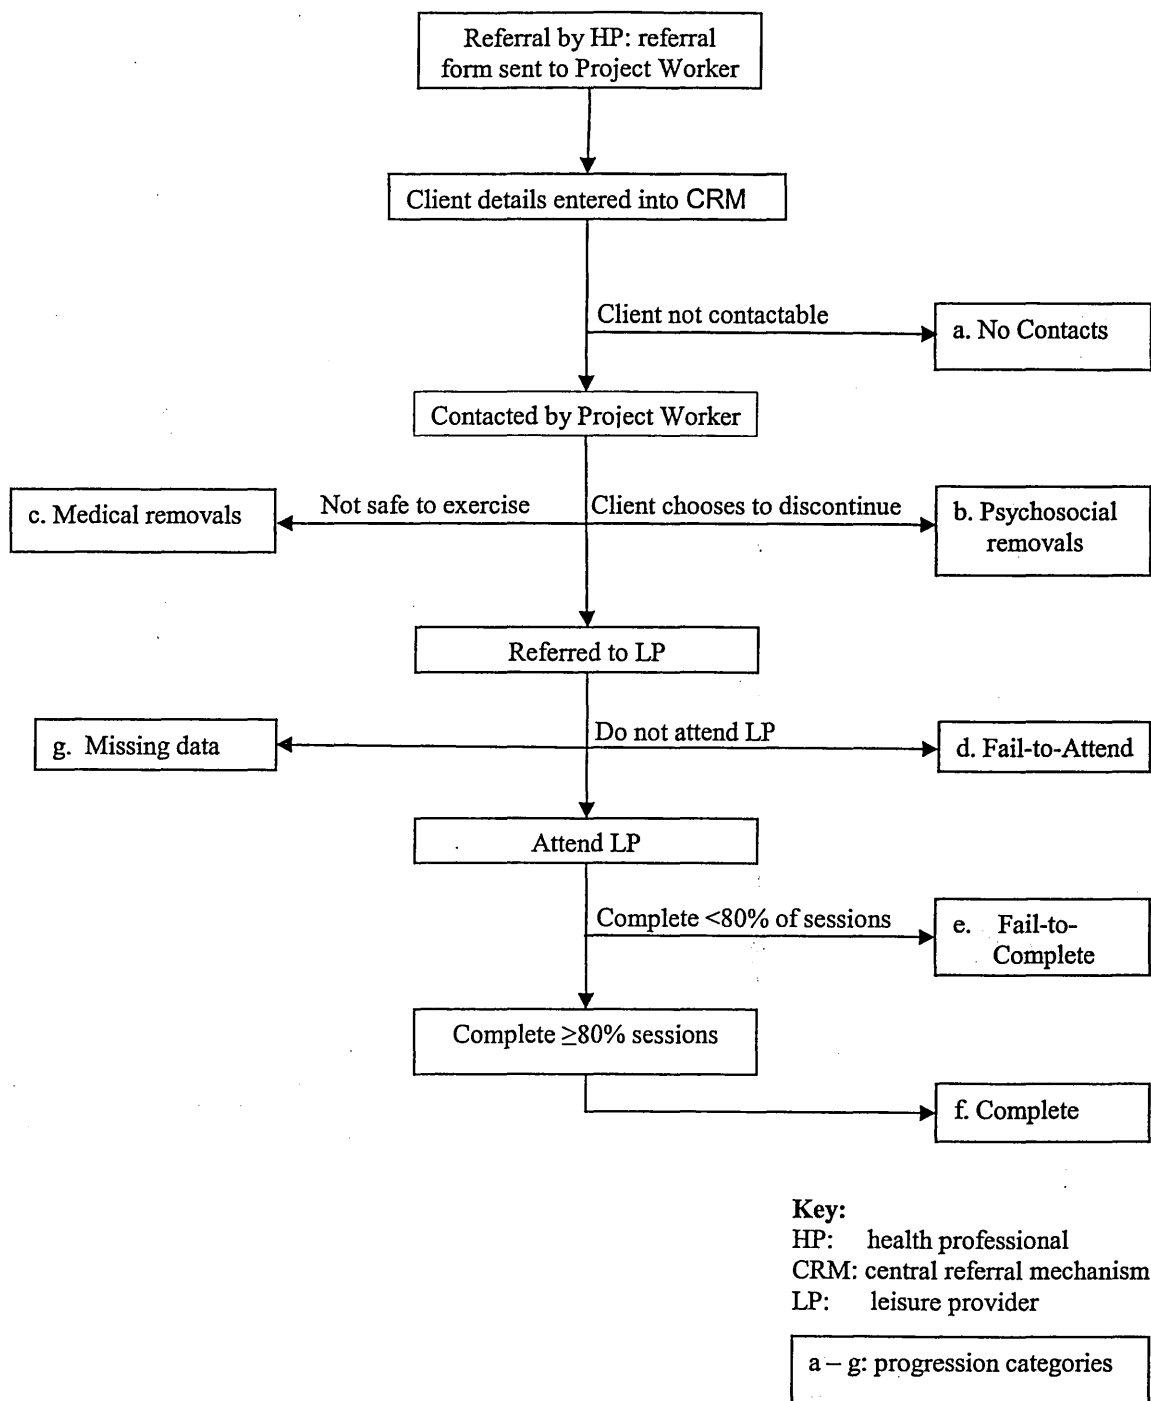 Referral by HP: referral
form sent to Project Worker
Client details entered into CRM
Client not contactable
a. No Contacts
Contacted by Project Worker
c. Medical removals
Not safe to exercise
Client chooses to discontinue
b. Psychosocial
removals
Referred to LP
g. Missing data
Do not attend LP
d. Fail-to-Attend
Attend LP
Complete <80% of sessions
e. Fail-to-
Complete
Complete ≥80% sessions
f. Complete
Key:
HP: health professional
CRM: central referral mechanism
LP: leisure provider
a – g: progression categories